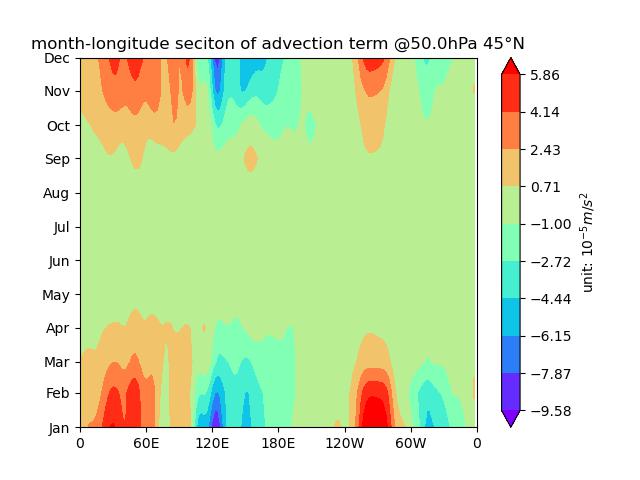 month-longitude seciton of advection term @50.0hPa 45°N
Dec
Nov
Oct
Sep
Aug
Jul
Jun
May
Apr
Mar
Feb
Jan
0 60E 120E 180E 120W 60W 0
5.86
4.14
2.43
0.71
−1.00
−2.72
−4.44
−6.15
−7.87
−9.58
unit: 10⁻⁵m/s²